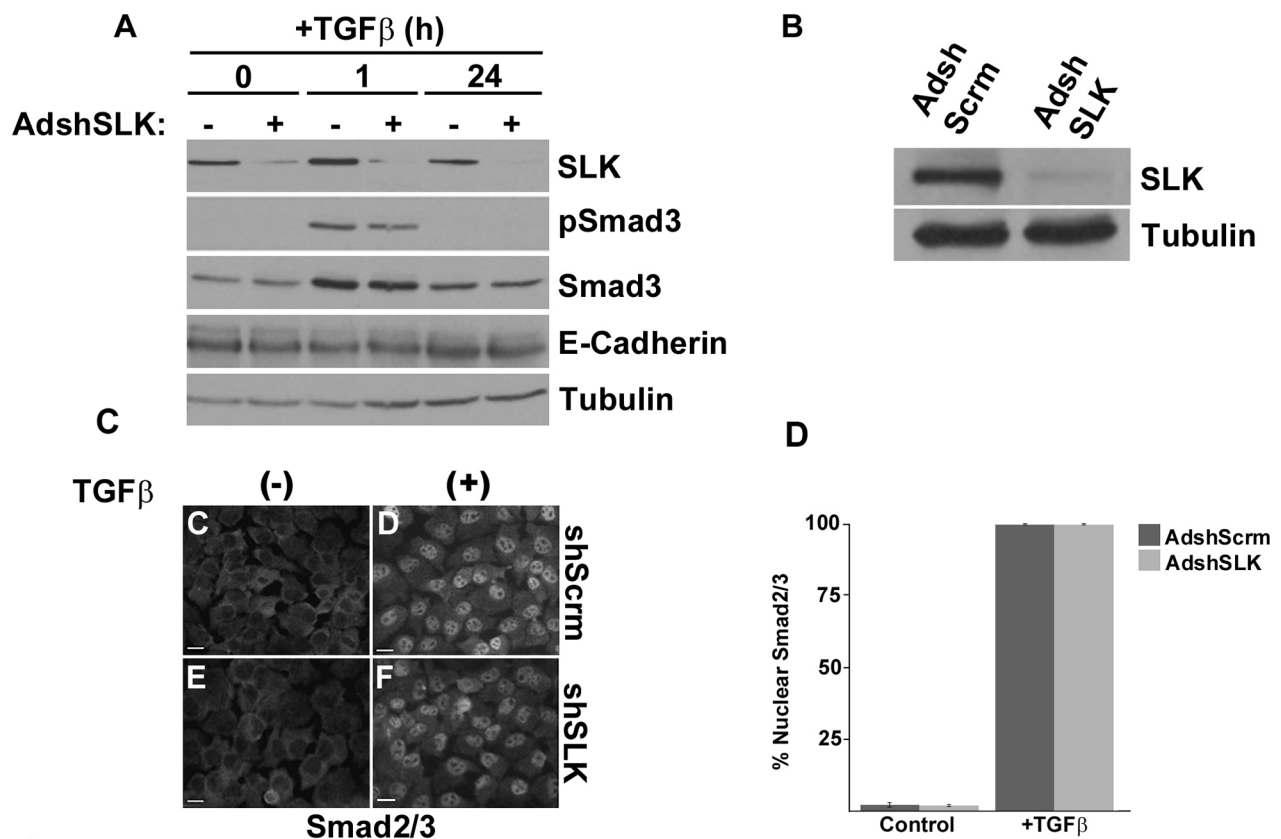 A
+TGFβ (h)
0 1 24
AdshSLK: - + - + - +
SLK
pSmad3
Smad3
E-Cadherin
Tubulin
B
Adsh
Scrm
Adsh
SLK
SLK
Tubulin
C
TGFβ (-) (+)
C D
shScrm
E F
shSLK
Smad2/3
D
% Nuclear Smad2/3
100
75
50
25
Control +TGFβ
AdshScrm
AdshSLK